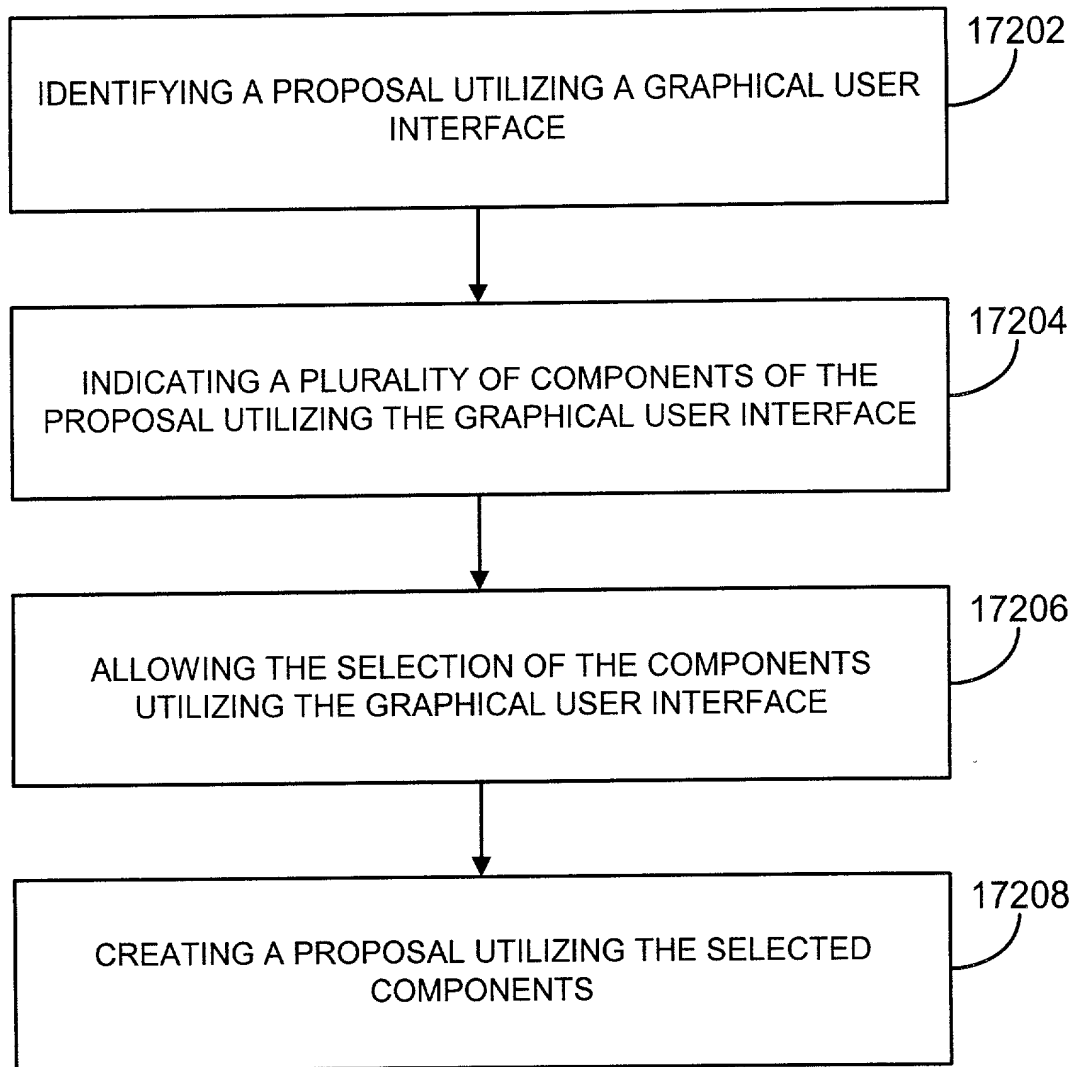 17202
IDENTIFYING A PROPOSAL UTILIZING A GRAPHICAL USER
INTERFACE
17204
INDICATING A PLURALITY OF COMPONENTS OF THE
PROPOSAL UTILIZING THE GRAPHICAL USER INTERFACE
17206
ALLOWING THE SELECTION OF THE COMPONENTS
UTILIZING THE GRAPHICAL USER INTERFACE
17208
CREATING A PROPOSAL UTILIZING THE SELECTED
COMPONENTS